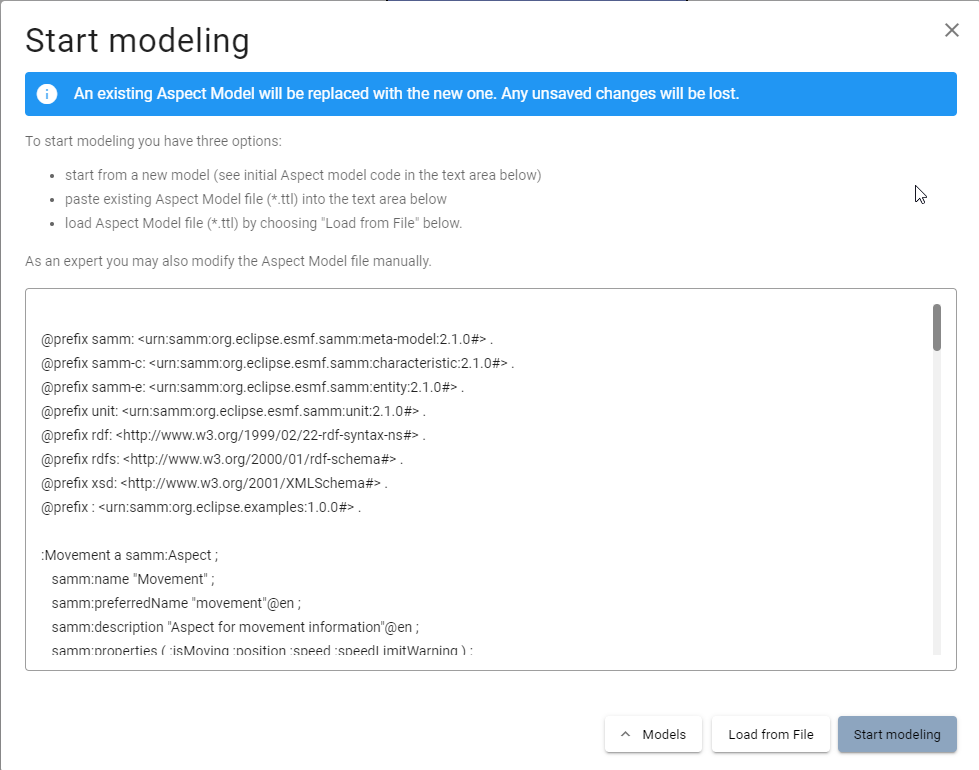 Start modeling
An existing Aspect Model will be replaced with the new one. Any unsaved changes will be lost.
To start modeling you have three options:
• start from a new model (see initial Aspect model code in the text area below)
• paste existing Aspect Model file (*.ttl) into the text area below
• load Aspect Model file (*.ttl) by choosing "Load from File" below.
As an expert you may also modify the Aspect Model file manually.
@prefix samm: <urn:samm:org.eclipse.esmf.samm:meta-model:2.1.0#> .
@prefix samm-c: <urn:samm:org.eclipse.esmf.samm:characteristic:2.1.0#> .
@prefix samm-e: <urn:samm:org.eclipse.esmf.samm:entity:2.1.0#> .
@prefix unit: <urn:samm:org.eclipse.esmf.samm:unit:2.1.0#> .
@prefix rdf: <http://www.w3.org/1999/02/22-rdf-syntax-ns#> .
@prefix rdfs: <http://www.w3.org/2000/01/rdf-schema#> .
@prefix xsd: <http://www.w3.org/2001/XMLSchema#> .
@prefix : <urn:samm:org.eclipse.examples:1.0.0#> .
:Movement a samm:Aspect ;
samm:name "Movement" ;
samm:preferredName "movement"@en ;
samm:description "Aspect for movement information"@en ;
samm:properties ( :isMoving :position :speed :speedLimitWarning ) ;
Models
Load from File
Start modeling